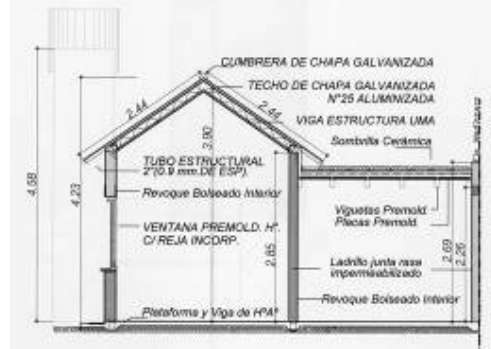 CUMBRERA DE CHAPA GALVANIZADA
TECHO DE CHAPA GALVANIZADA
N°25 ALUMINIZADA
VIGA ESTRUCTURA UMA
Sombrilla Cerámica
2.44
2.44
3.90
4.58
4.23
TUBO ESTRUCTURAL
2"(0.9 mm.DE ESP).
Revoque Bolseado Interior
VENTANA PREMOLD. Hº.
C/ REJA INCORP.
2.85
Viguetas Premold.
Placas Premold.
2.69
2.26
Ladrillo junta rasa
impermeabilizado
Revoque Bolseado Interior
Plataforma y Viga de HºAº